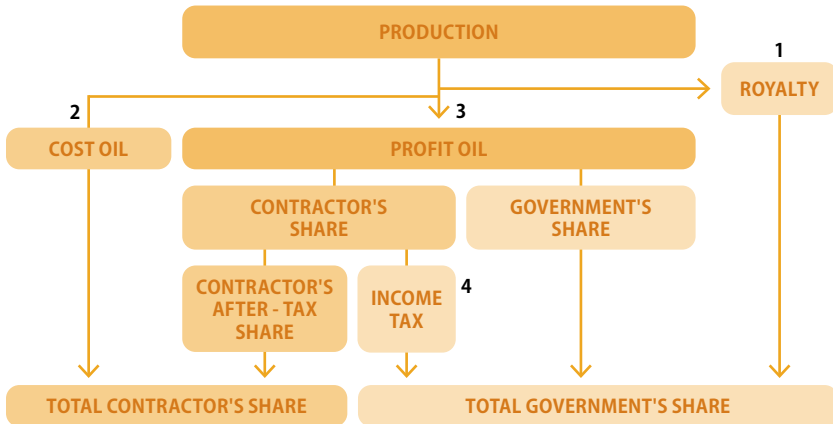 PRODUCTION
1
ROYALTY
2
3
COST OIL
PROFIT OIL
CONTRACTOR'S
SHARE
GOVERNMENT'S
SHARE
CONTRACTOR'S
AFTER - TAX
SHARE
INCOME
TAX
4
TOTAL CONTRACTOR'S SHARE
TOTAL GOVERNMENT'S SHARE